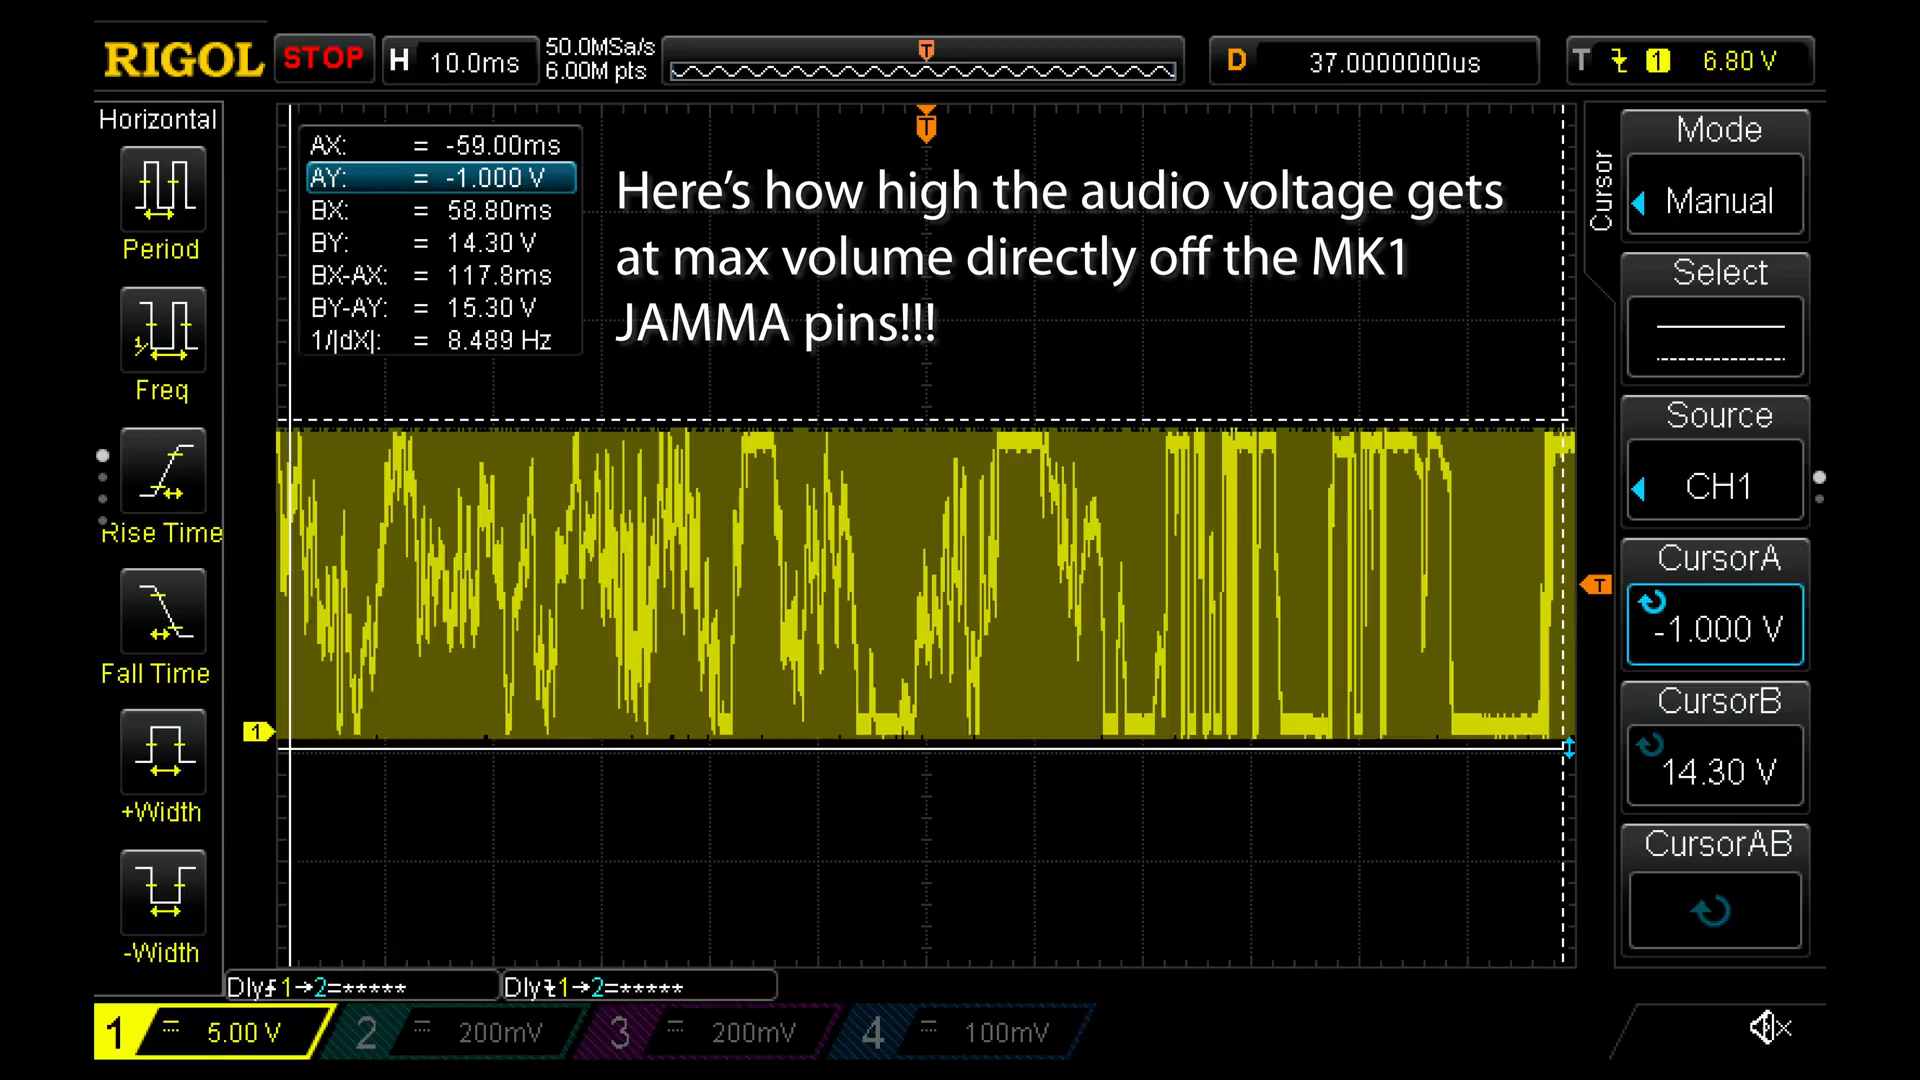 RIGOL
STOP
H 10.0ms
50.0MSa/s
6.00M pts
T
D 37.0000000us
T 1 6.80 V
Horizontal
Period
Freq
Rise Time
Fall Time
+Width
-Width
AX: = -59.00ms
AY: = -1.000 V
BX: = 58.80ms
BY: = 14.30 V
BX-AX: = 117.8ms
BY-AY: = 15.30 V
1/|dX|: = 8.489 Hz
T
Here’s how high the audio voltage gets
at max volume directly off the MK1
JAMMA pins!!!
1
T
Cursor
Mode
Manual
Select
Source
CH1
CursorA
-1.000 V
CursorB
14.30 V
CursorAB
Dly 1→2=*****
Dly 1→2=*****
1 5.00 V
2 200mV
3 200mV
4 100mV